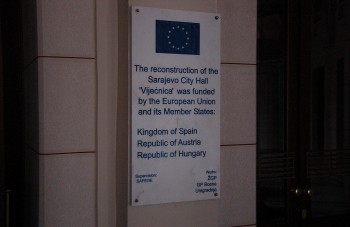 The reconstruction of the
Sarajevo City Hall
'Vijećnica' was funded
by the European Union
and its Member States:
Kingdom of Spain
Republic of Austria
Republic of Hungary